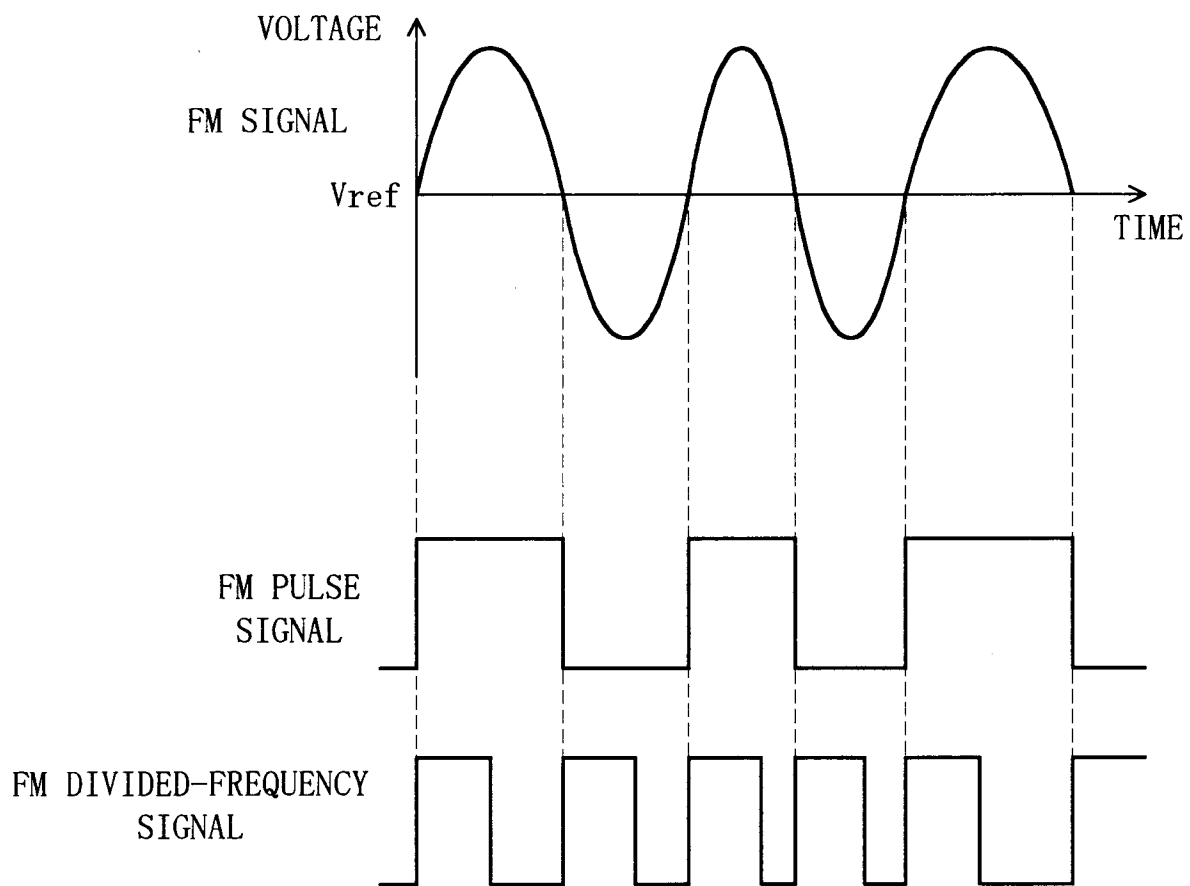 VOLTAGE
FM SIGNAL
Vref
TIME
FM PULSE
SIGNAL
FM DIVIDED-FREQUENCY
SIGNAL